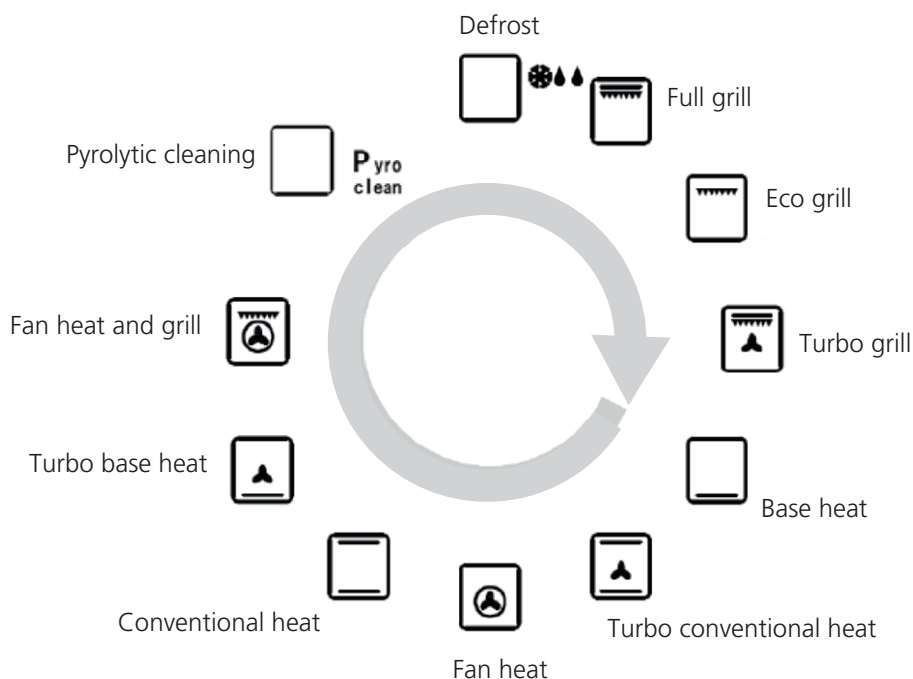 Defrost
Full grill
Pyrolytic cleaning
Pyro
clean
Eco grill
Fan heat and grill
Turbo grill
Turbo base heat
Base heat
Conventional heat
Turbo conventional heat
Fan heat